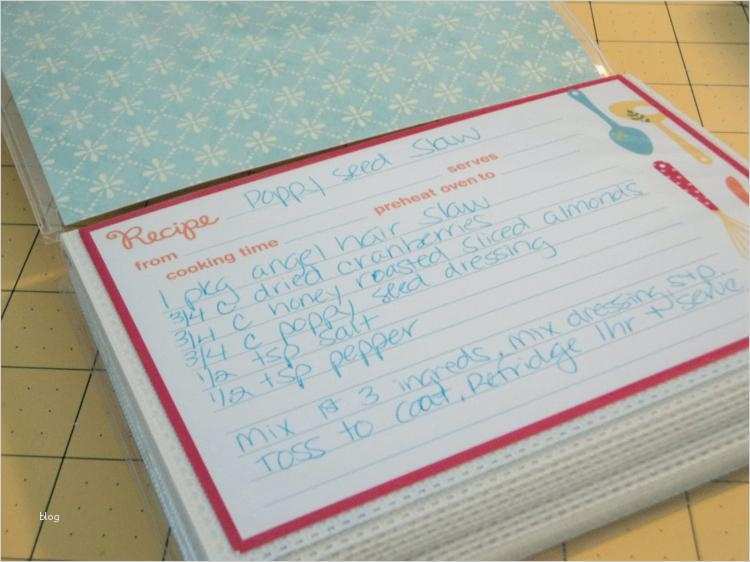 Recipe Poppy Seed Slaw
from serves
cooking time preheat oven to
1 pkg angel hair slaw
3/4 c dried cranberries
3/4 c honey roasted sliced almonds
3/4 c poppy seed dressing
1/2 tsp salt
1/2 tsp pepper
Mix 1st 3 ingreds, mix dressing, s+p
Toss to coat, Refridge 1hr + serve
blog